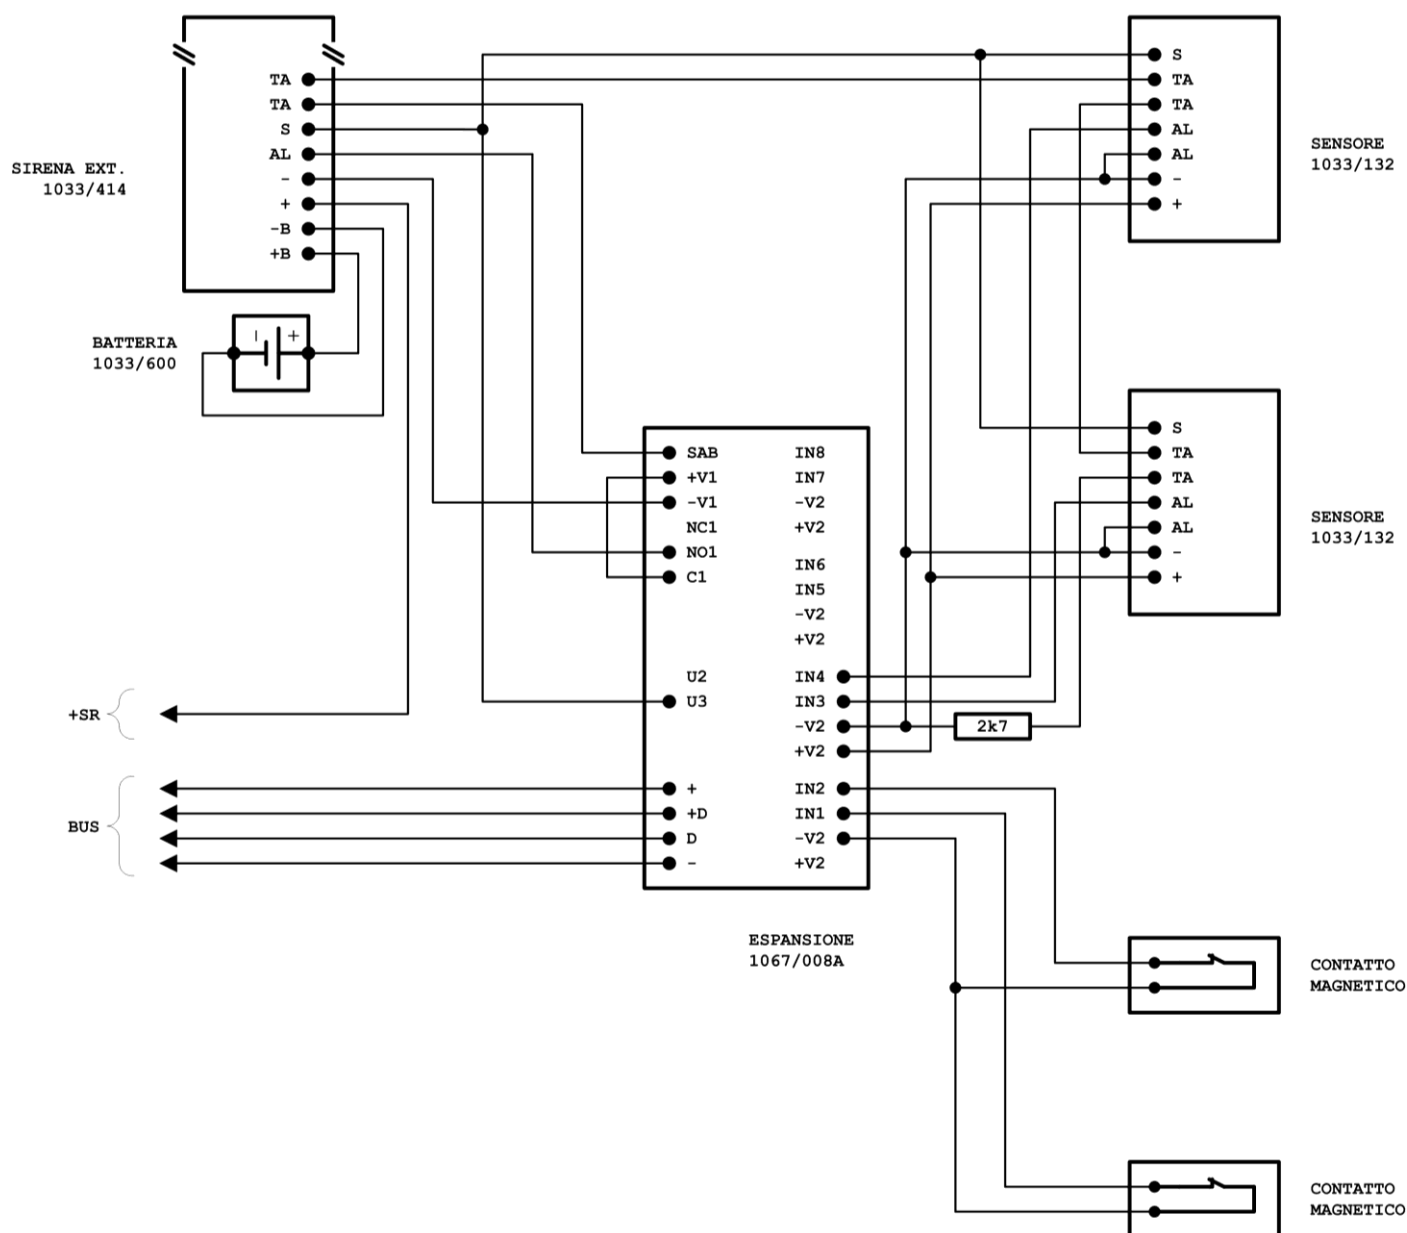 TA
TA
S
AL
-
+
-B
+B
SIRENA EXT.
1033/414
BATTERIA
1033/600
- +
S
TA
TA
AL
AL
-
+
SENSORE
1033/132
S
TA
TA
AL
AL
-
+
SENSORE
1033/132
SAB IN8
+V1 IN7
-V1 -V2
NC1 +V2
NO1 IN6
C1 IN5
-V2
+V2
U2 IN4
U3 IN3
-V2
+V2
+ IN2
+D IN1
D -V2
- +V2
2k7
+SR
BUS
ESPANSIONE
1067/008A
CONTATTO
MAGNETICO
CONTATTO
MAGNETICO